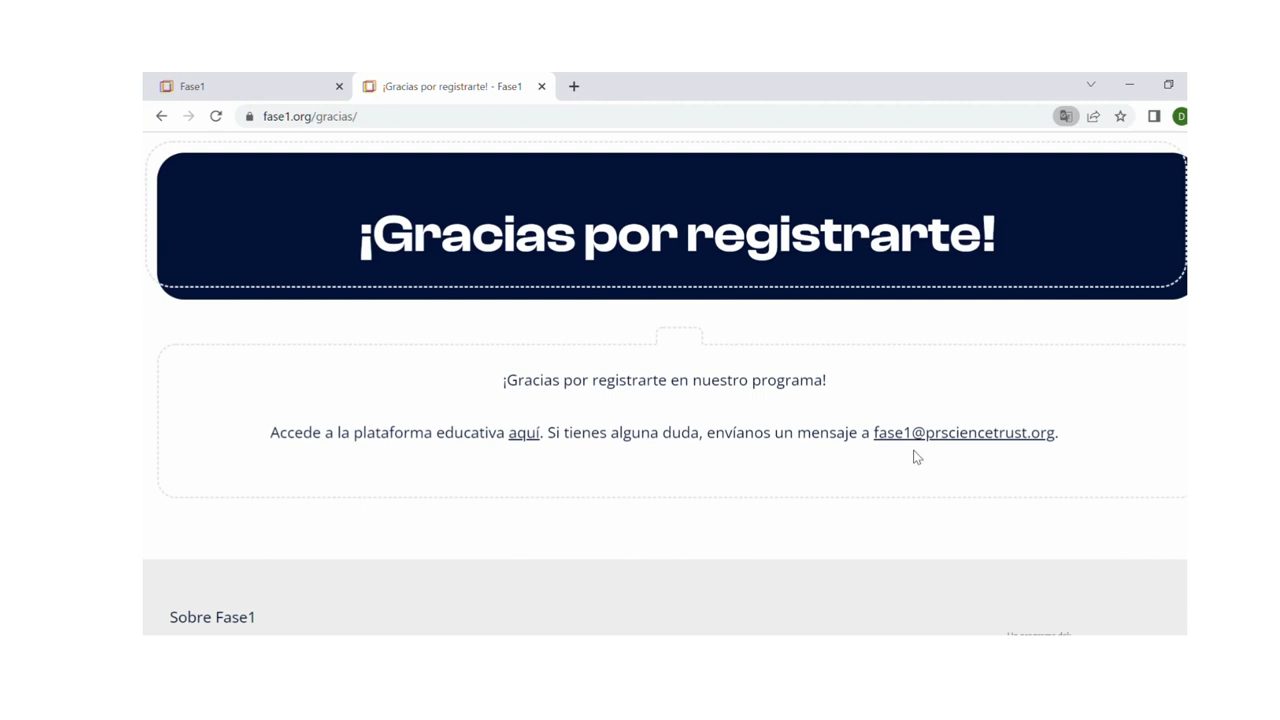 Fase1
¡Gracias por registrarte! - Fase1
fase1.org/gracias/
D
¡Gracias por registrarte!
¡Gracias por registrarte en nuestro programa!
Accede a la plataforma educativa aquí. Si tienes alguna duda, envíanos un mensaje a fase1@prsciencetrust.org.
Sobre Fase1